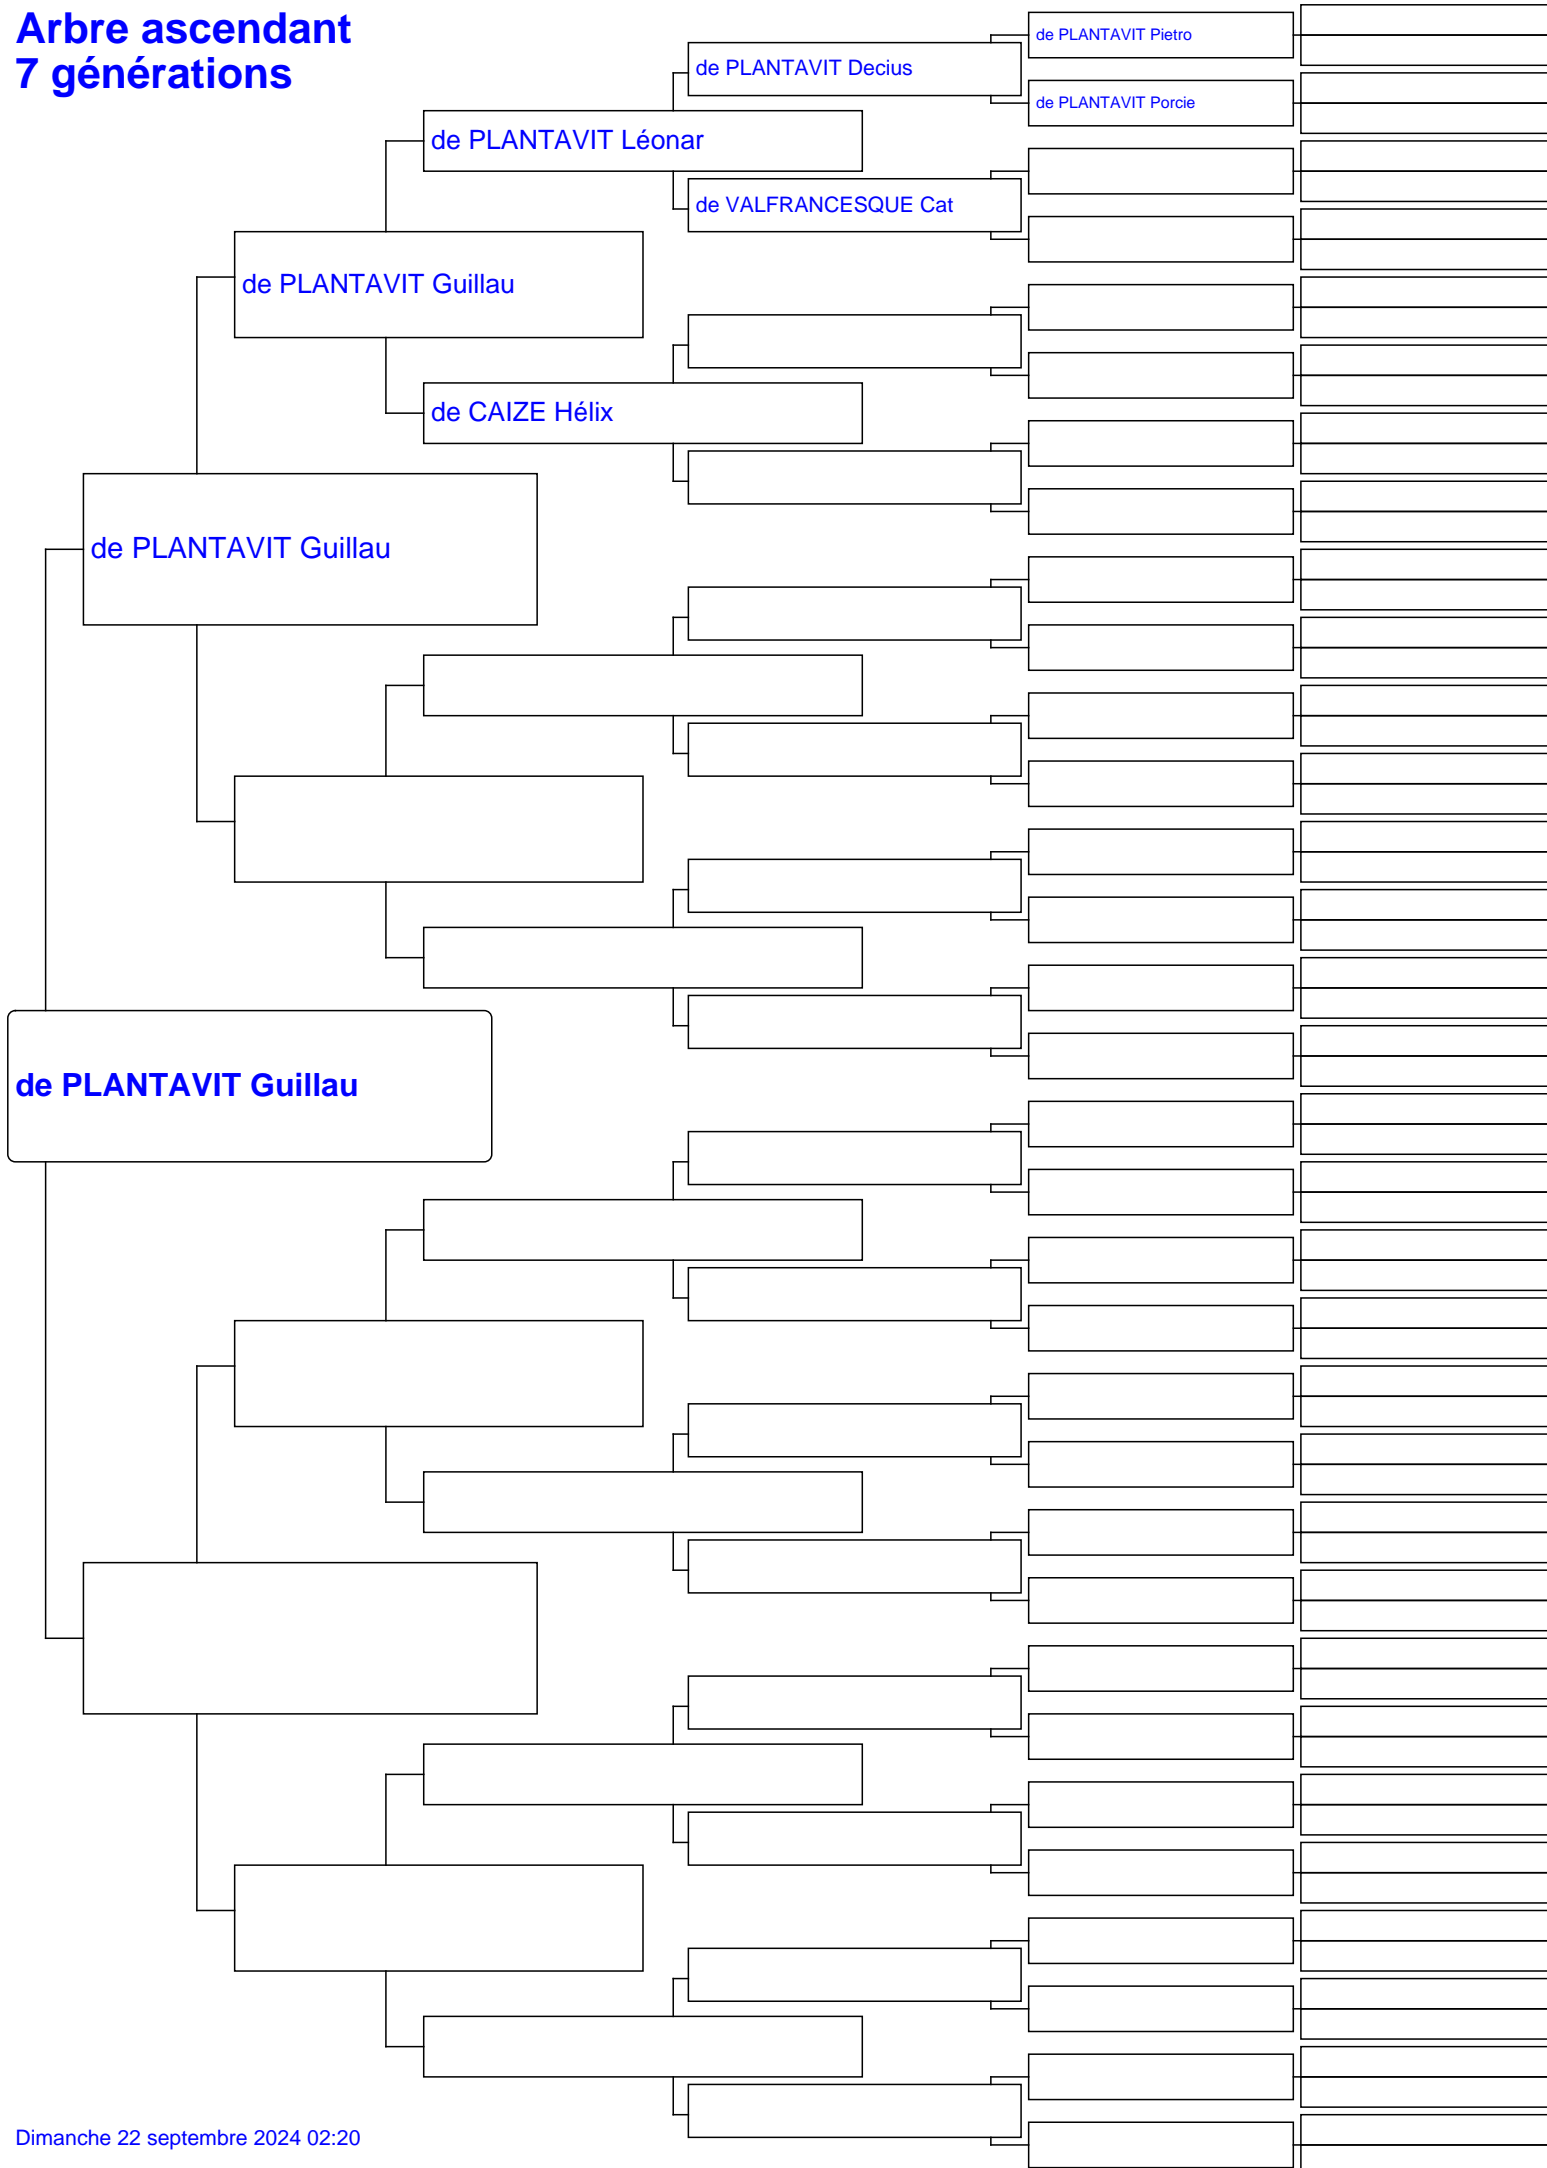 Arbre ascendant
7 générations
de PLANTAVIT Pietro
de PLANTAVIT Decius
de PLANTAVIT Porcie
de PLANTAVIT Léonar
de VALFRANCESQUE Cat
de PLANTAVIT Guillau
de CAIZE Hélix
de PLANTAVIT Guillau
de PLANTAVIT Guillau
Dimanche 22 septembre 2024 02:20